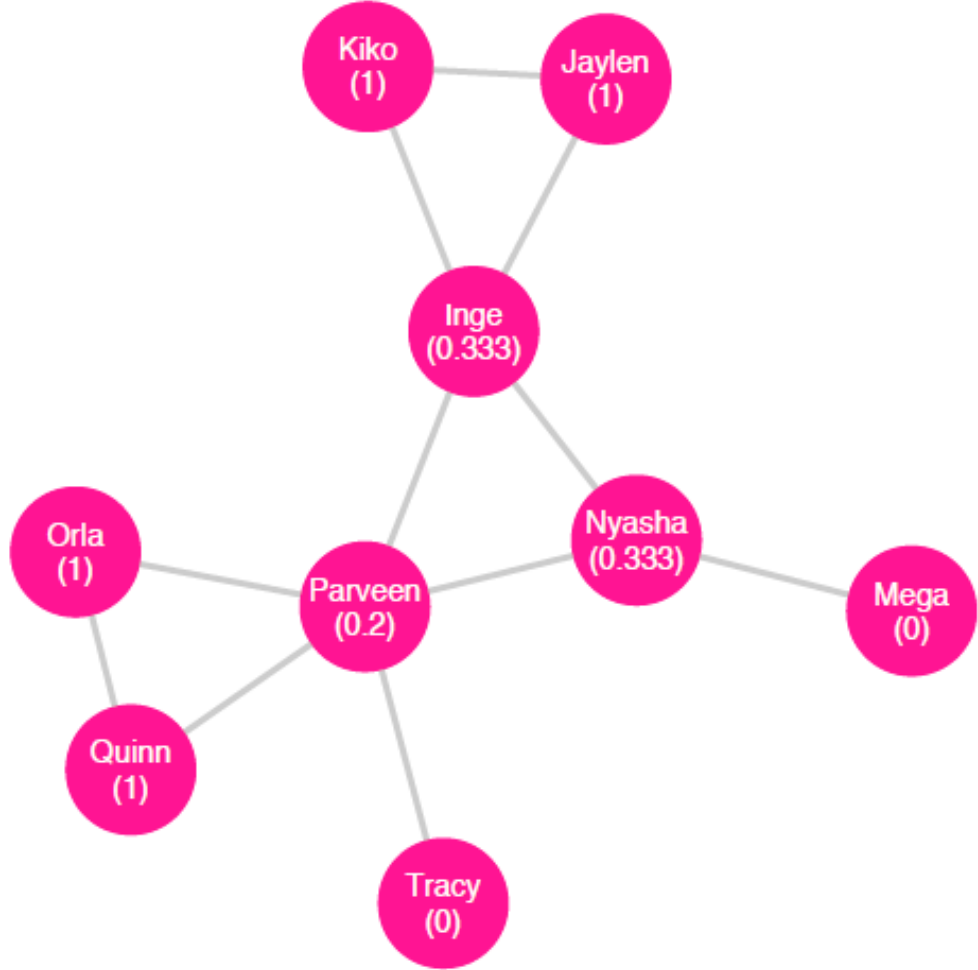 Kiko
(1)
Jaylen
(1)
Inge
(0.333)
Nyasha
(0.333)
Orla
(1)
Parveen
(0.2)
Mega
(0)
Quinn
(1)
Tracy
(0)